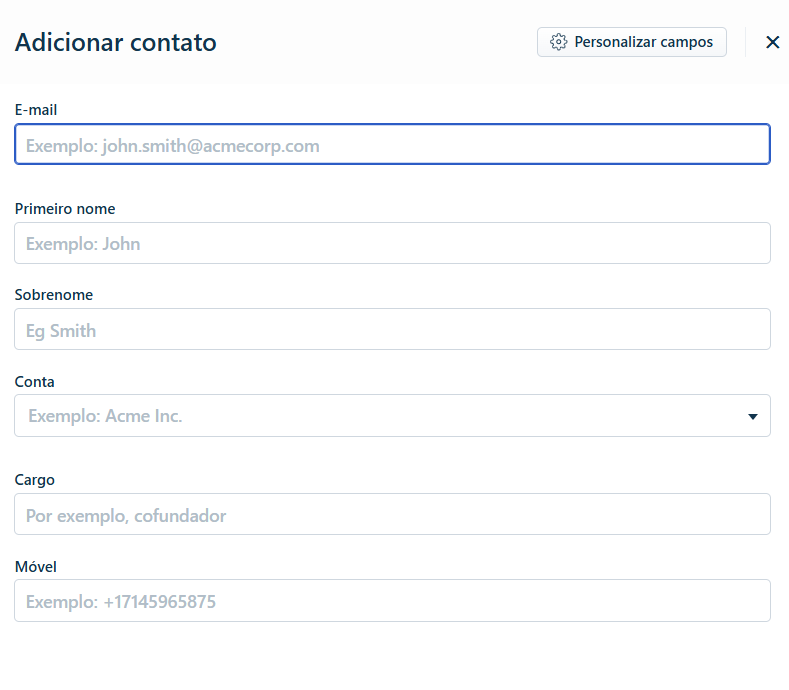 Adicionar contato
Personalizar campos
E-mail
Exemplo: john.smith@acmecorp.com
Primeiro nome
Exemplo: John
Sobrenome
Eg Smith
Conta
Exemplo: Acme Inc.
Cargo
Por exemplo, cofundador
Móvel
Exemplo: +17145965875